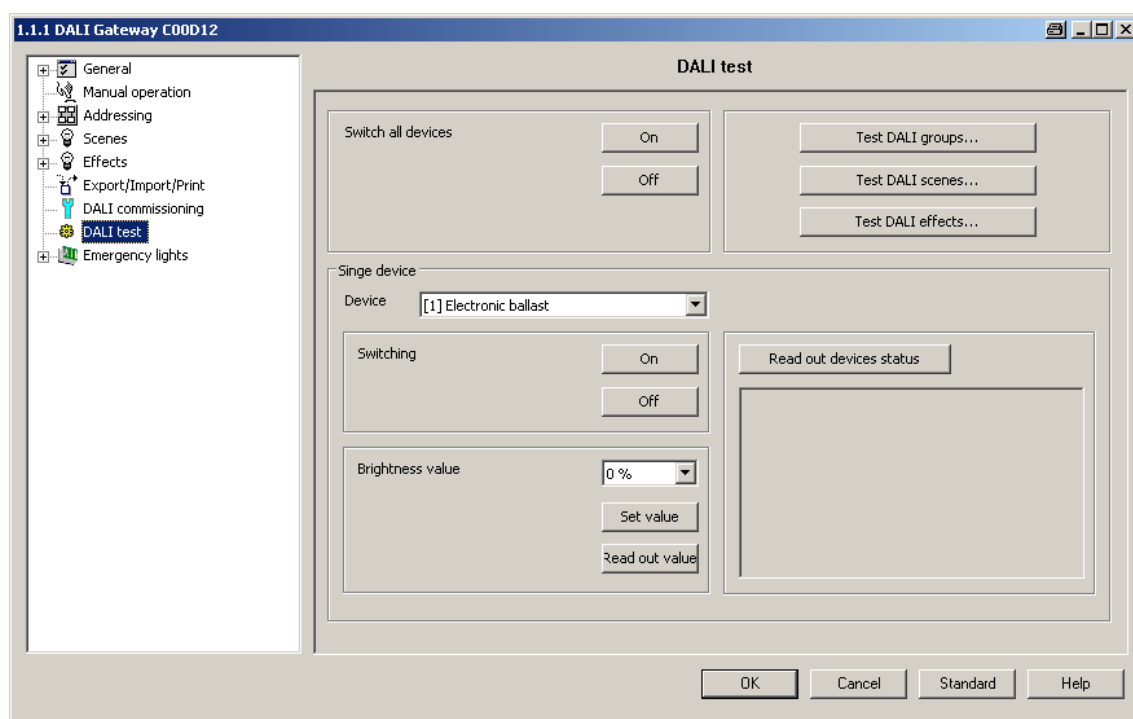 1.1.1 DALI Gateway C00D12
General
Manual operation
Addressing
Scenes
Effects
Export/Import/Print
DALI commissioning
DALI test
Emergency lights
DALI test
Switch all devices
On
Off
Test DALI groups...
Test DALI scenes...
Test DALI effects...
Singe device
Device
[1] Electronic ballast
Switching
On
Off
Read out devices status
Brightness value
0 %
Set value
Read out value
OK
Cancel
Standard
Help